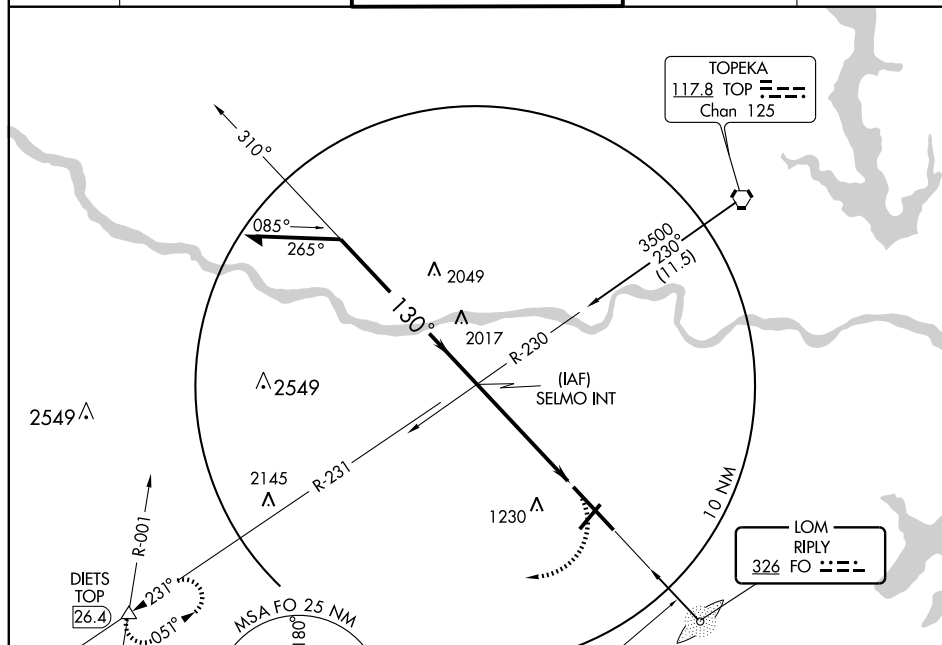 TOPEKA
117.8 TOP
Chan 125
310°
085°
265°
3500
230°
(11.5)
2049
130°
2017
R-230
(IAF)
SELMO INT
2549
2549
R-231
2145
1230
10 NM
R-001
LOM
RIPLY
326 FO
DIETS
TOP
26.4
231°
051°
MSA FO 25 NM
180°